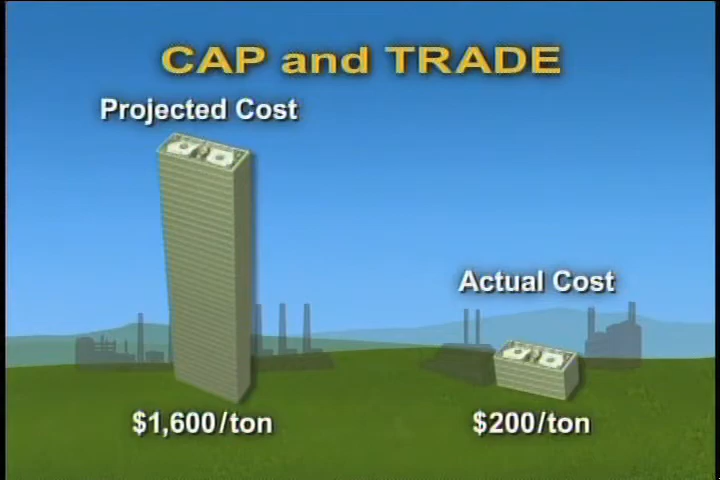 CAP and TRADE
Projected Cost
Actual Cost
$1,600/ton
$200/ton